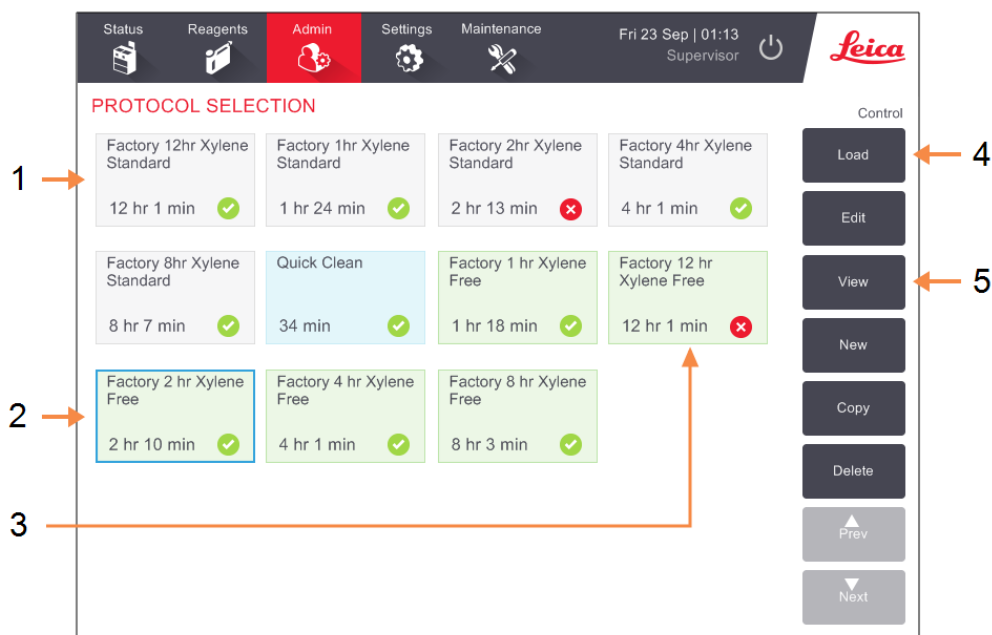 Status
Reagents
Admin
Settings
Maintenance
Fri 23 Sep | 01:13
Supervisor
Leica
PROTOCOL SELECTION
Control
Factory 12hr Xylene
Standard
12 hr 1 min
Factory 1hr Xylene
Standard
1 hr 24 min
Factory 2hr Xylene
Standard
2 hr 13 min
Factory 4hr Xylene
Standard
4 hr 1 min
Factory 8hr Xylene
Standard
8 hr 7 min
Quick Clean
34 min
Factory 1 hr Xylene
Free
1 hr 18 min
Factory 12 hr
Xylene Free
12 hr 1 min
Factory 2 hr Xylene
Free
2 hr 10 min
Factory 4 hr Xylene
Free
4 hr 1 min
Factory 8 hr Xylene
Free
8 hr 3 min
Load
Edit
View
New
Copy
Delete
Prev
Next
1
2
3
4
5